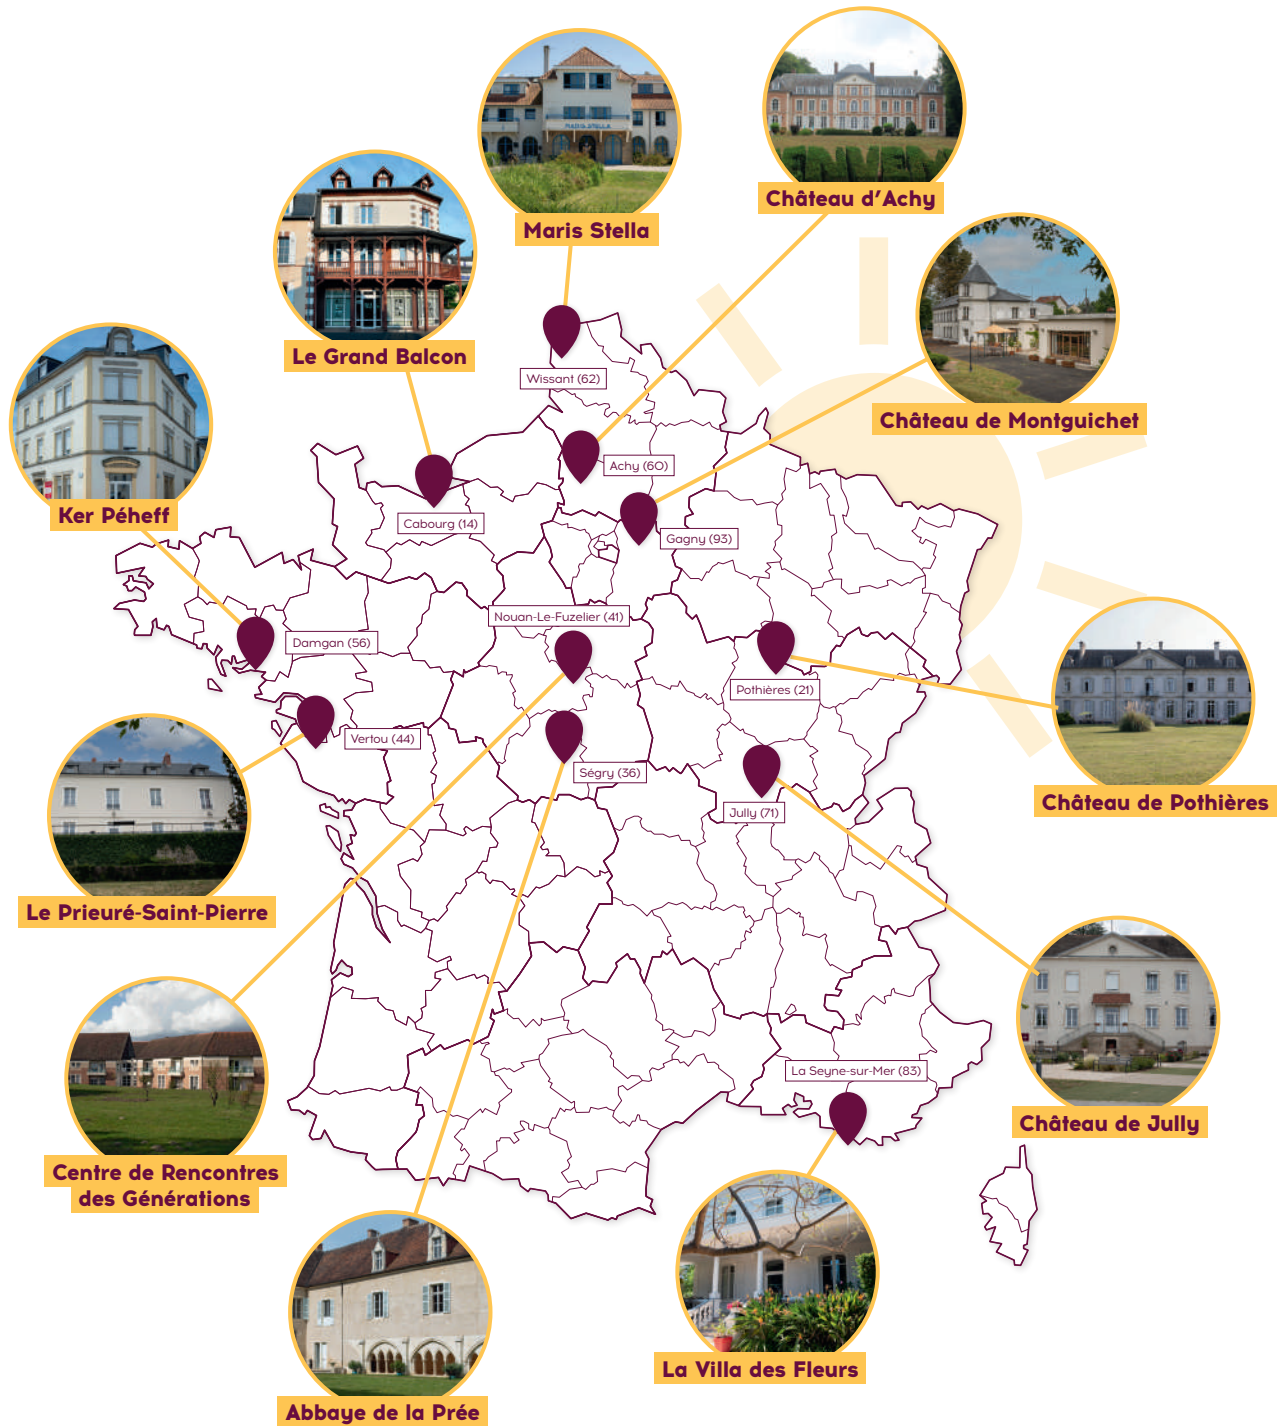 MARIS STELLA
Château d'Achy
Maris Stella
Le Grand Balcon
Wissant (62)
Château de Montguichet
Achy (60)
Ker Péheff
Cabourg (14)
Gagny (93)
Nouan-Le-Fuzelier (41)
Damgan (56)
Pothières (21)
Vertou (44)
Ségry (36)
Château de Pothières
Jully (71)
Le Prieuré-Saint-Pierre
La Seyne-sur-Mer (83)
Château de Jully
Centre de Rencontres
des Générations
La Villa des Fleurs
Abbaye de la Prée